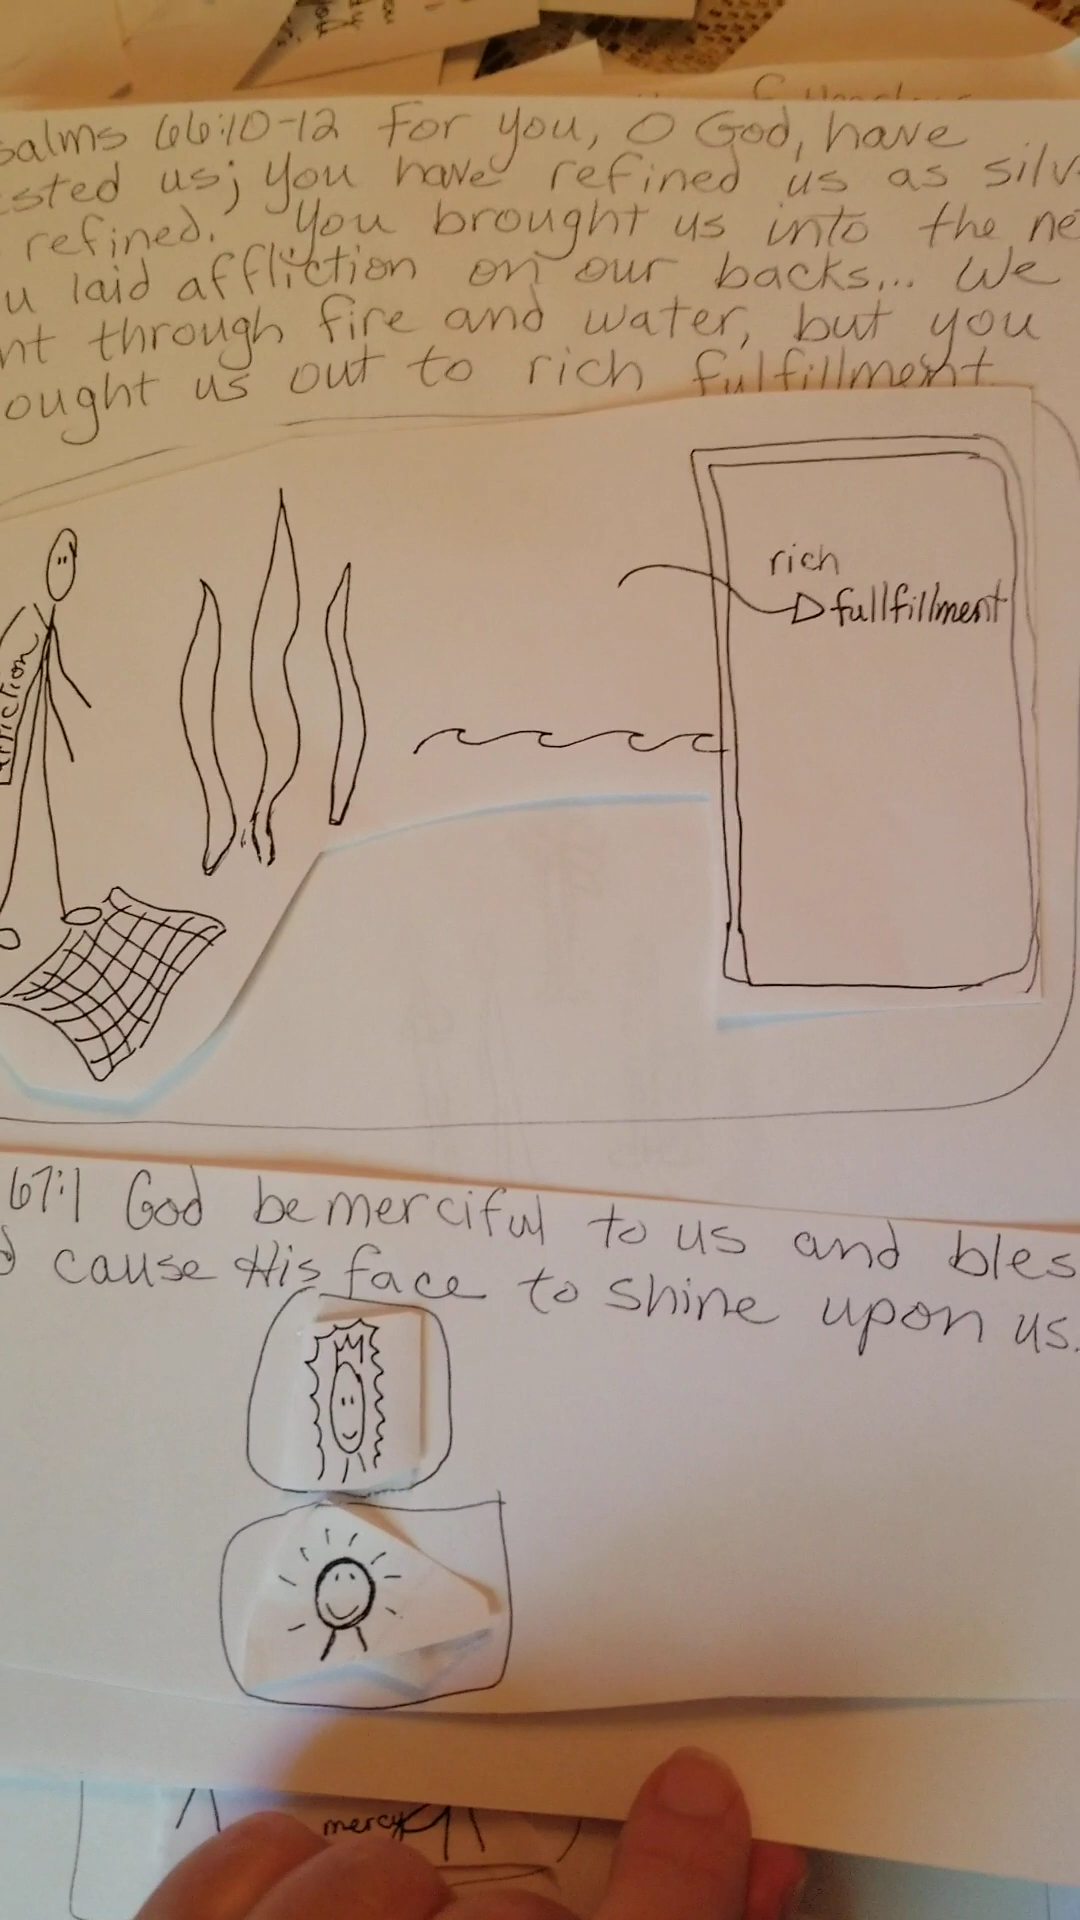 salms 66:10-12 For you, O God, have
sted us; you have refined us as silv
refined. You brought us into the ne
u laid affliction on our backs... We
nt through fire and water, but you
ought us out to rich fulfillment
rich
fullfillment
affliction
67:1 God be merciful to us and bles
d cause His face to shine upon us.
mercy